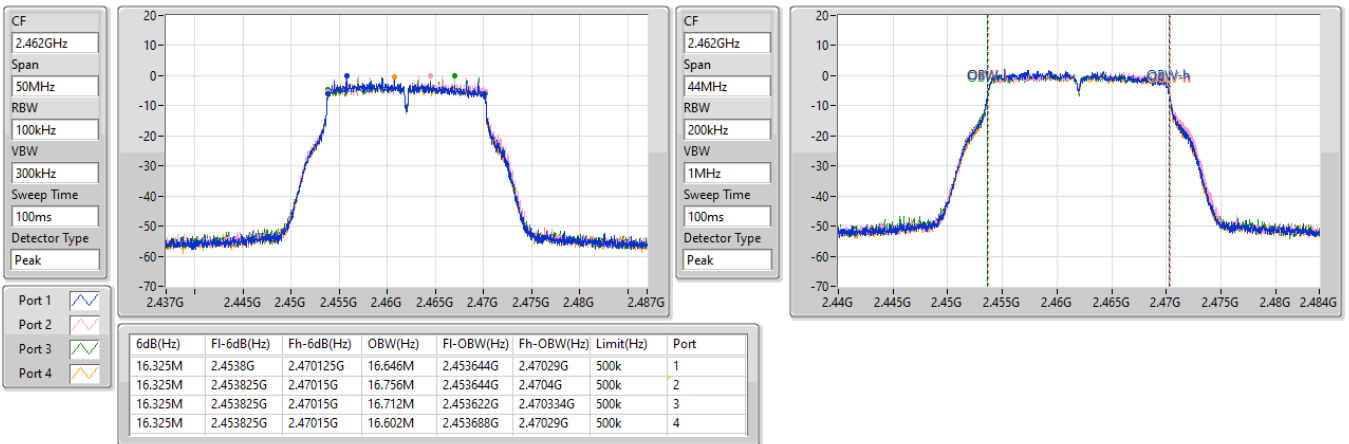 CF
2.462GHz
Span
50MHz
RBW
100kHz
VBW
300kHz
Sweep Time
100ms
Detector Type
Peak
20
10
0
-10
-20
-30
-40
-50
-60
-70
2.437G 2.445G 2.45G 2.455G 2.46G 2.465G 2.47G 2.475G 2.48G 2.487G
CF
2.462GHz
Span
44MHz
RBW
200kHz
VBW
1MHz
Sweep Time
100ms
Detector Type
Peak
20
10
0
-10
-20
-30
-40
-50
-60
-70
OBW-l OBW-h
2.44G 2.445G 2.45G 2.455G 2.46G 2.465G 2.47G 2.475G 2.48G 2.484G
Port 1
Port 2
Port 3
Port 4
6dB(Hz) Fl-6dB(Hz) Fh-6dB(Hz) OBW(Hz) Fl-OBW(Hz) Fh-OBW(Hz) Limit(Hz) Port
16.325M 2.4538G 2.470125G 16.646M 2.453644G 2.47029G 500k 1
16.325M 2.453825G 2.47015G 16.756M 2.453644G 2.4704G 500k 2
16.325M 2.453825G 2.47015G 16.712M 2.453622G 2.470334G 500k 3
16.325M 2.453825G 2.47015G 16.602M 2.453688G 2.47029G 500k 4